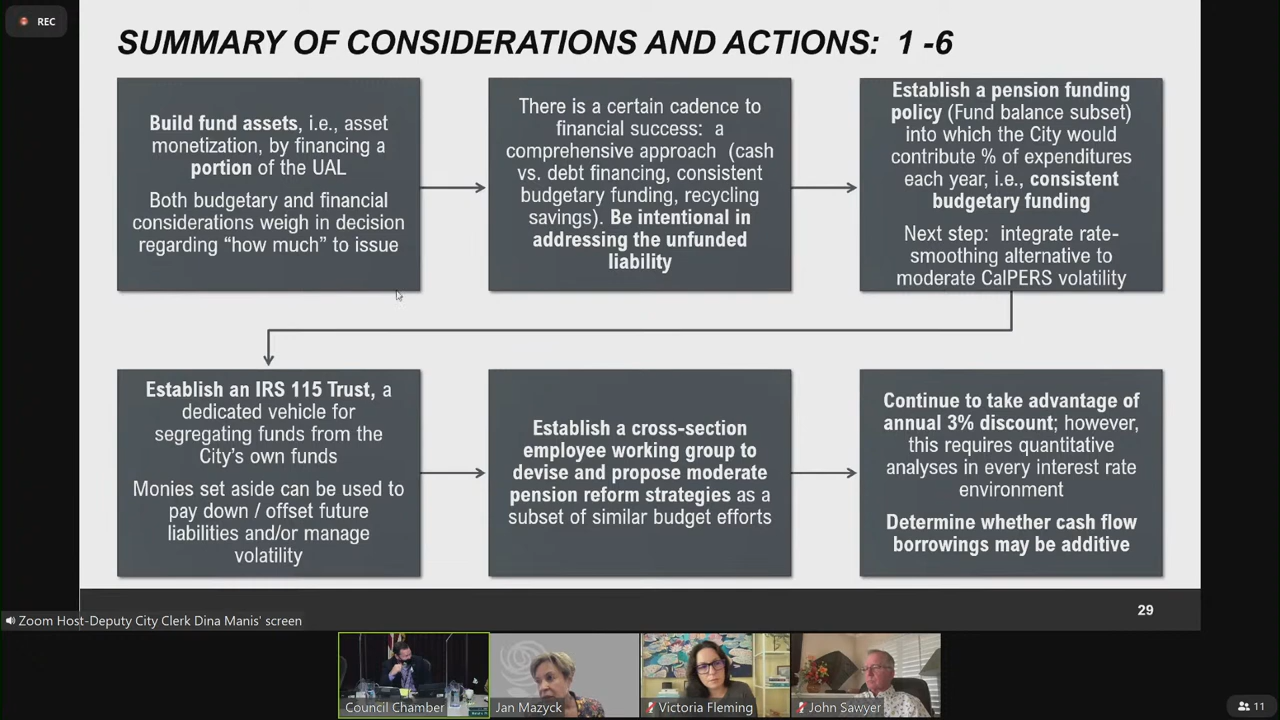 REC
SUMMARY OF CONSIDERATIONS AND ACTIONS: 1 -6
Build fund assets, i.e., asset
monetization, by financing a
portion of the UAL
Both budgetary and financial
considerations weigh in decision
regarding “how much” to issue
There is a certain cadence to
financial success: a
comprehensive approach (cash
vs. debt financing, consistent
budgetary funding, recycling
savings). Be intentional in
addressing the unfunded
liability
Establish a pension funding
policy (Fund balance subset)
into which the City would
contribute % of expenditures
each year, i.e., consistent
budgetary funding
Next step: integrate rate-
smoothing alternative to
moderate CalPERS volatility
Establish an IRS 115 Trust, a
dedicated vehicle for
segregating funds from the
City’s own funds
Monies set aside can be used to
pay down / offset future
liabilities and/or manage
volatility
Establish a cross-section
employee working group to
devise and propose moderate
pension reform strategies as a
subset of similar budget efforts
Continue to take advantage of
annual 3% discount; however,
this requires quantitative
analyses in every interest rate
environment
Determine whether cash flow
borrowings may be additive
29
Zoom Host-Deputy City Clerk Dina Manis' screen
Council Chamber
Jan Mazyck
Victoria Fleming
John Sawyer
11